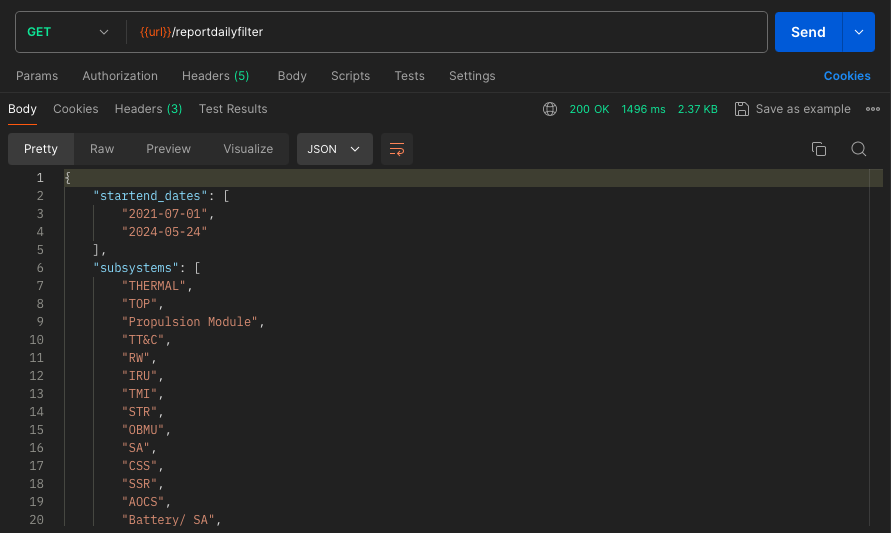 GET {{url}}/reportdailyfilter Send
Params Authorization Headers (5) Body Scripts Tests Settings Cookies
Body Cookies Headers (3) Test Results 200 OK 1496 ms 2.37 KB Save as example
Pretty Raw Preview Visualize JSON
1 {
2 "startend_dates": [
3 "2021-07-01",
4 "2024-05-24"
5 ],
6 "subsystems": [
7 "THERMAL",
8 "TOP",
9 "Propulsion Module",
10 "TT&C",
11 "RW",
12 "IRU",
13 "TMI",
14 "STR",
15 "OBMU",
16 "SA",
17 "CSS",
18 "SSR",
19 "AOCS",
20 "Battery/ SA",